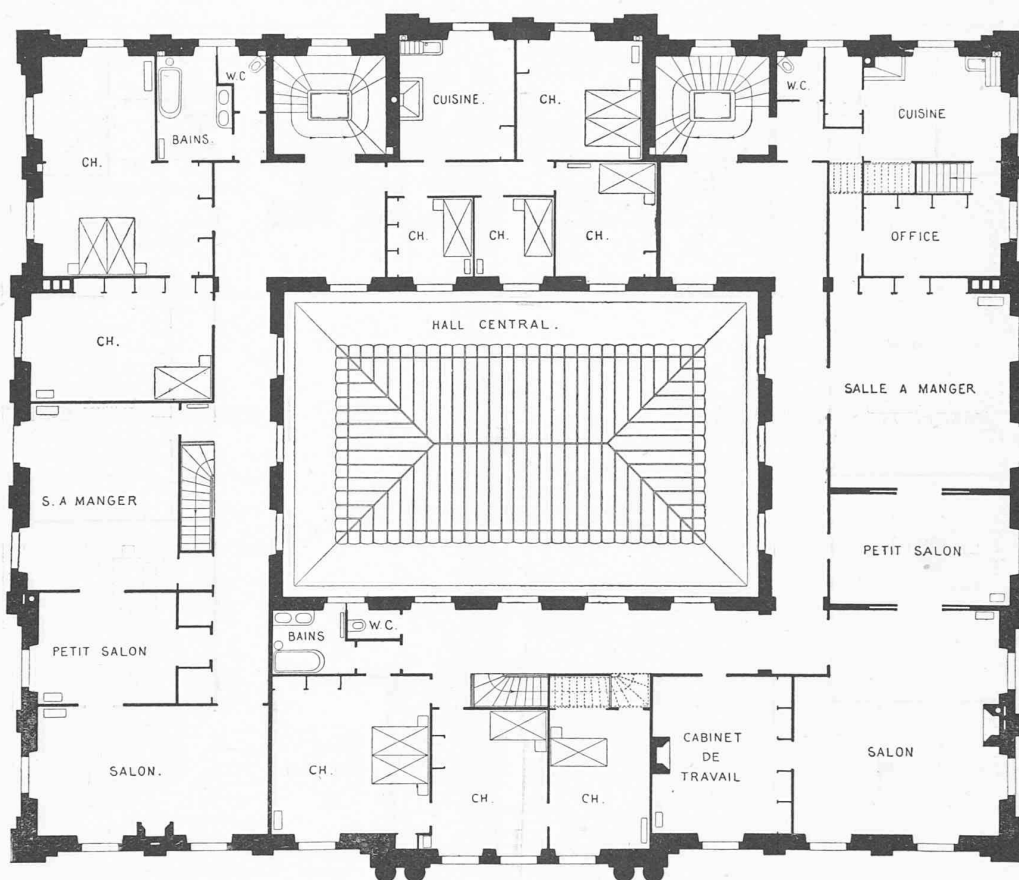 W.C
BAINS.
CH.
CUISINE.
CH.
W.C.
CUISINE
CH.
CH.
CH.
OFFICE
HALL CENTRAL.
CH.
SALLE A MANGER
S. A MANGER
PETIT SALON
BAINS
W.C.
PETIT SALON
SALON.
CH.
CH.
CH.
CABINET
DE
TRAVAIL
SALON